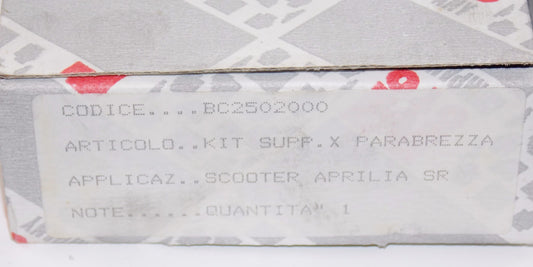 CODICE....BC2502000
ARTICOLO..KIT SUPP.X PARABREZZA
APPLICAZ..SCOOTER APRILIA SR
NOTE......QUANTITA" 1